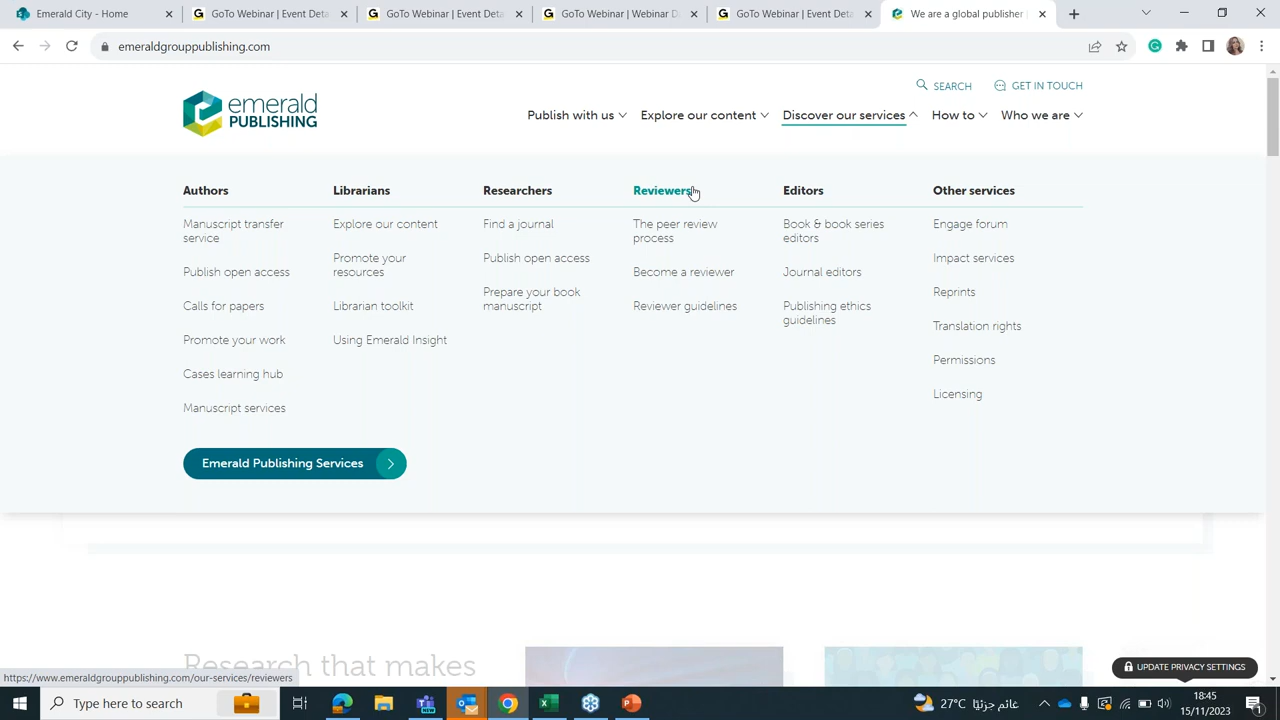 Emerald City - Home
GoTo Webinar | Event Deta
GoTo Webinar | Event Deta
GoTo Webinar | Webinar D
GoTo Webinar | Event Deta
We are a global publisher |
emeraldgrouppublishing.com
SEARCH
GET IN TOUCH
emerald
PUBLISHING
Publish with us
Explore our content
Discover our services
How to
Who we are
Authors
Manuscript transfer
service
Publish open access
Calls for papers
Promote your work
Cases learning hub
Manuscript services
Librarians
Explore our content
Promote your
resources
Librarian toolkit
Using Emerald Insight
Researchers
Find a journal
Publish open access
Prepare your book
manuscript
Reviewers
The peer review
process
Become a reviewer
Reviewer guidelines
Editors
Book & book series
editors
Journal editors
Publishing ethics
guidelines
Other services
Engage forum
Impact services
Reprints
Translation rights
Permissions
Licensing
Emerald Publishing Services
Research that makes
UPDATE PRIVACY SETTINGS
https://www.emeraldgrouppublishing.com/our-services/reviewers
Type here to search
NEW
27°C غائم جزئيًا
18:45
15/11/2023
1